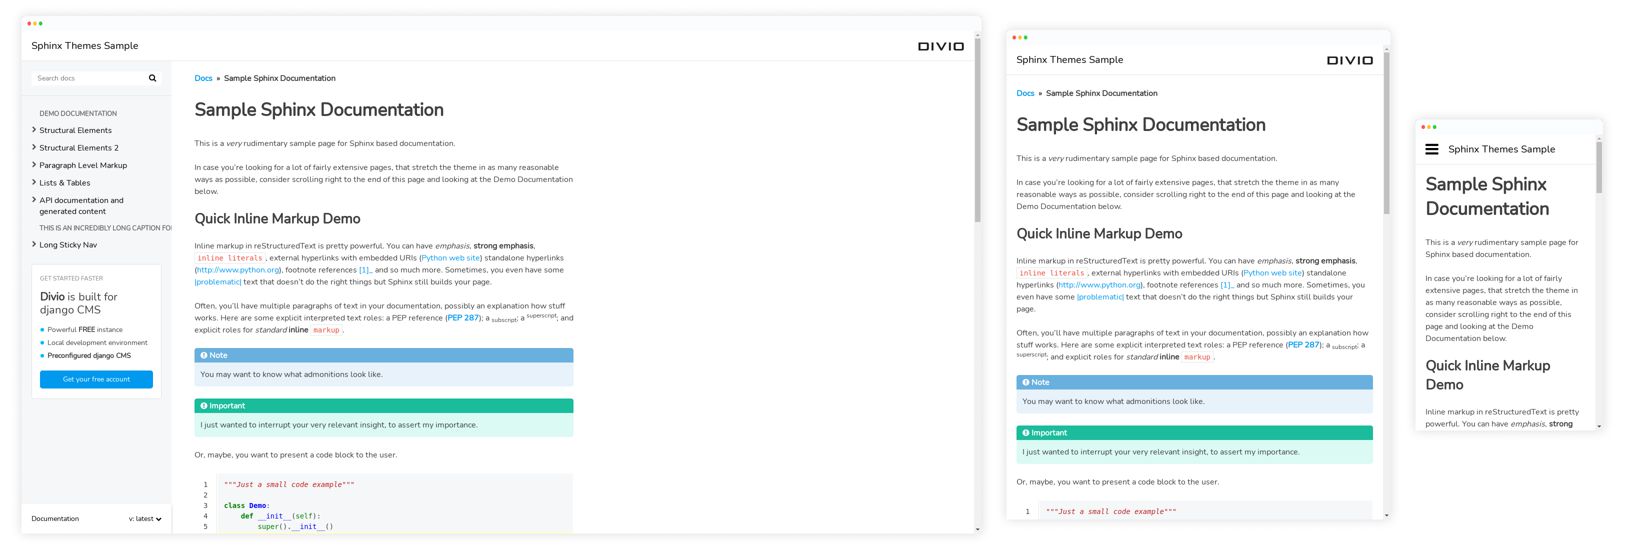 Sphinx Themes Sample
DIVIO
Search docs
DEMO DOCUMENTATION
Structural Elements
Structural Elements 2
Paragraph Level Markup
Lists & Tables
API documentation and
generated content
THIS IS AN INCREDIBLY LONG CAPTION FO
Long Sticky Nav
GET STARTED FASTER
Divio is built for
django CMS
Powerful FREE instance
Local development environment
Preconfigured django CMS
Get your free account
Documentation
v: latest
Docs » Sample Sphinx Documentation
Sample Sphinx Documentation
This is a very rudimentary sample page for Sphinx based documentation.
In case you're looking for a lot of fairly extensive pages, that stretch the theme in as many reasonable
ways as possible, consider scrolling right to the end of this page and looking at the Demo Documentation
below.
Quick Inline Markup Demo
Inline markup in reStructuredText is pretty powerful. You can have emphasis, strong emphasis,
inline literals , external hyperlinks with embedded URIs (Python web site) standalone hyperlinks
(http://www.python.org), footnote references [1]_ and so much more. Sometimes, you even have some
|problematic| text that doesn't do the right things but Sphinx still builds your page.
Often, you'll have multiple paragraphs of text in your documentation, possibly an explanation how stuff
works. Here are some explicit interpreted text roles: a PEP reference (PEP 287); a subscript; a superscript; and
explicit roles for standard inline markup .
Note
You may want to know what admonitions look like.
Important
I just wanted to interrupt your very relevant insight, to assert my importance.
Or, maybe, you want to present a code block to the user.
1 """Just a small code example"""
2
3 class Demo:
4 def __init__(self):
5 super().__init__()
Sphinx Themes Sample
DIVIO
Docs » Sample Sphinx Documentation
Sample Sphinx Documentation
This is a very rudimentary sample page for Sphinx based documentation.
In case you're looking for a lot of fairly extensive pages, that stretch the theme in as many
reasonable ways as possible, consider scrolling right to the end of this page and looking at the
Demo Documentation below.
Quick Inline Markup Demo
Inline markup in reStructuredText is pretty powerful. You can have emphasis, strong emphasis,
inline literals , external hyperlinks with embedded URIs (Python web site) standalone
hyperlinks (http://www.python.org), footnote references [1]_ and so much more. Sometimes, you
even have some |problematic| text that doesn't do the right things but Sphinx still builds your
page.
Often, you'll have multiple paragraphs of text in your documentation, possibly an explanation how
stuff works. Here are some explicit interpreted text roles: a PEP reference (PEP 287); a subscript; a
superscript; and explicit roles for standard inline markup .
Note
You may want to know what admonitions look like.
Important
I just wanted to interrupt your very relevant insight, to assert my importance.
Or, maybe, you want to present a code block to the user.
1 """Just a small code example"""
Sphinx Themes Sample
Sample Sphinx
Documentation
This is a very rudimentary sample page for
Sphinx based documentation.
In case you're looking for a lot of fairly
extensive pages, that stretch the theme in
as many reasonable ways as possible,
consider scrolling right to the end of this
page and looking at the Demo
Documentation below.
Quick Inline Markup
Demo
Inline markup in reStructuredText is pretty
powerful. You can have emphasis, strong